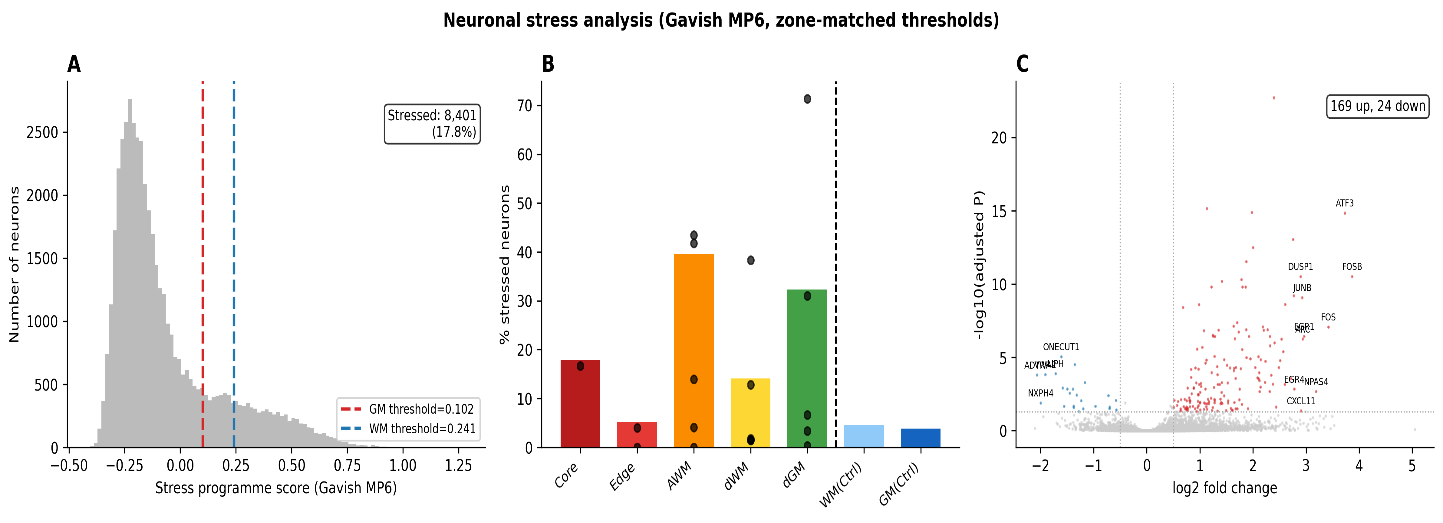 Neuronal stress analysis (Gavish MP6, zone-matched thresholds)
A
Number of neurons
2500
2000
1500
1000
500
0
−0.50
−0.25
0.00
0.25
0.50
0.75
1.00
1.25
Stress programme score (Gavish MP6)
Stressed: 8,401
(17.8%)
GM threshold=0.102
WM threshold=0.241
B
% stressed neurons
70
60
50
40
30
20
10
0
Core
Edge
AWM
dWM
dGM
WM(Ctrl)
GM(Ctrl)
C
-log10(adjusted P)
20
15
10
5
0
−2
−1
0
1
2
3
4
5
log2 fold change
169 up, 24 down
ATF3
DUSP1
FOSB
JUNB
FOS
EGR1
ARC
ONECUT1
EGR4
NPAS4
NXPH4
CXCL11